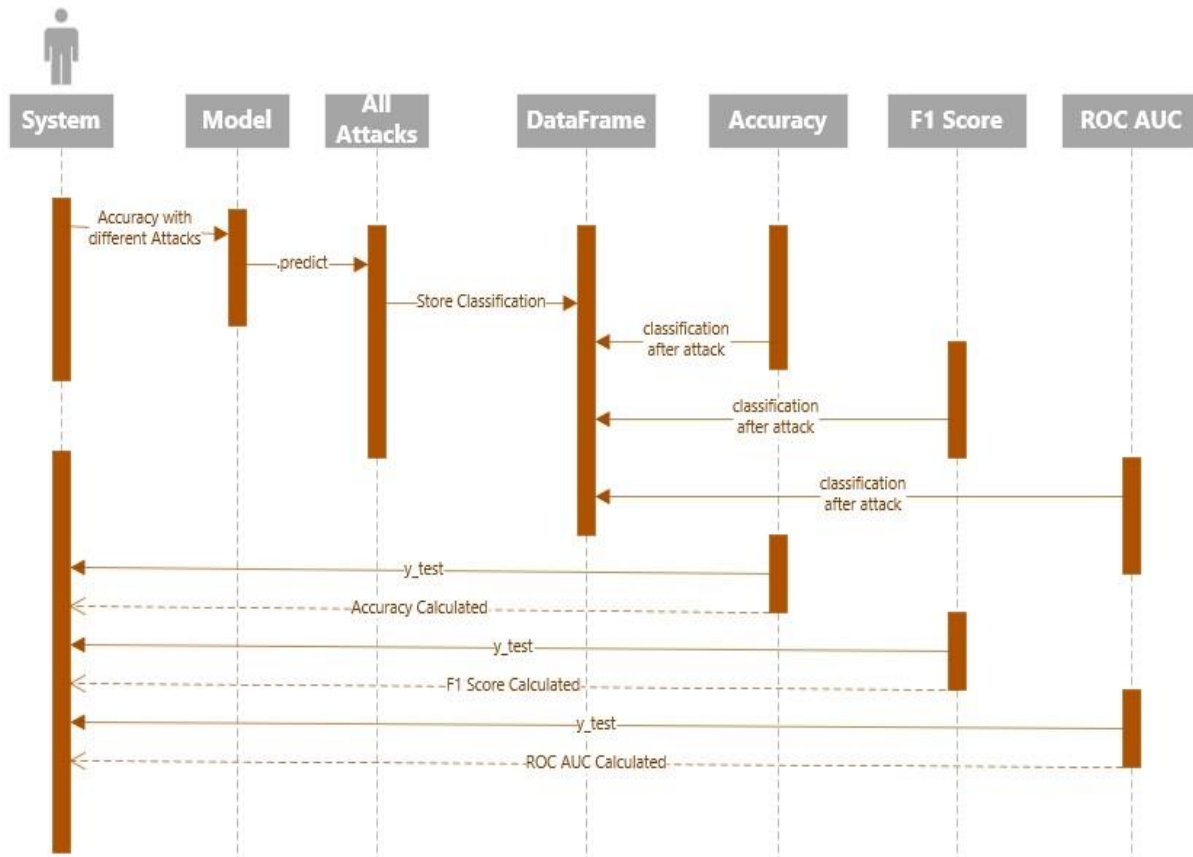 System
Model
All
Attacks
DataFrame
Accuracy
F1 Score
ROC AUC
Accuracy with
different Attacks
.predict
Store Classification
classification
after attack
classification
after attack
classification
after attack
y_test
Accuracy Calculated
y_test
F1 Score Calculated
y_test
ROC AUC Calculated